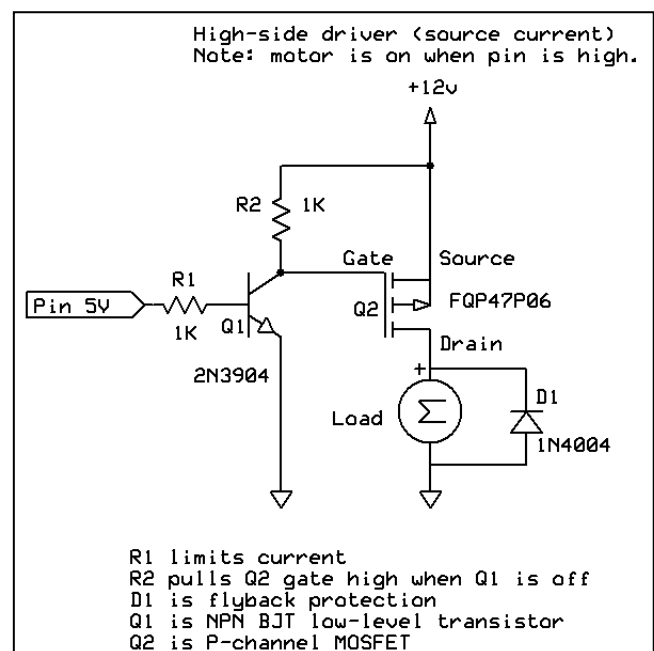 High-side driver (source current)
Note: motor is on when pin is high.
+12v
R2 1K
Gate Source
R1
Pin 5V
Q2 FQP47P06
1K Q1
Drain
2N3904
+
D1
Load
1N4004
R1 limits current
R2 pulls Q2 gate high when Q1 is off
D1 is flyback protection
Q1 is NPN BJT low-level transistor
Q2 is P-channel MOSFET